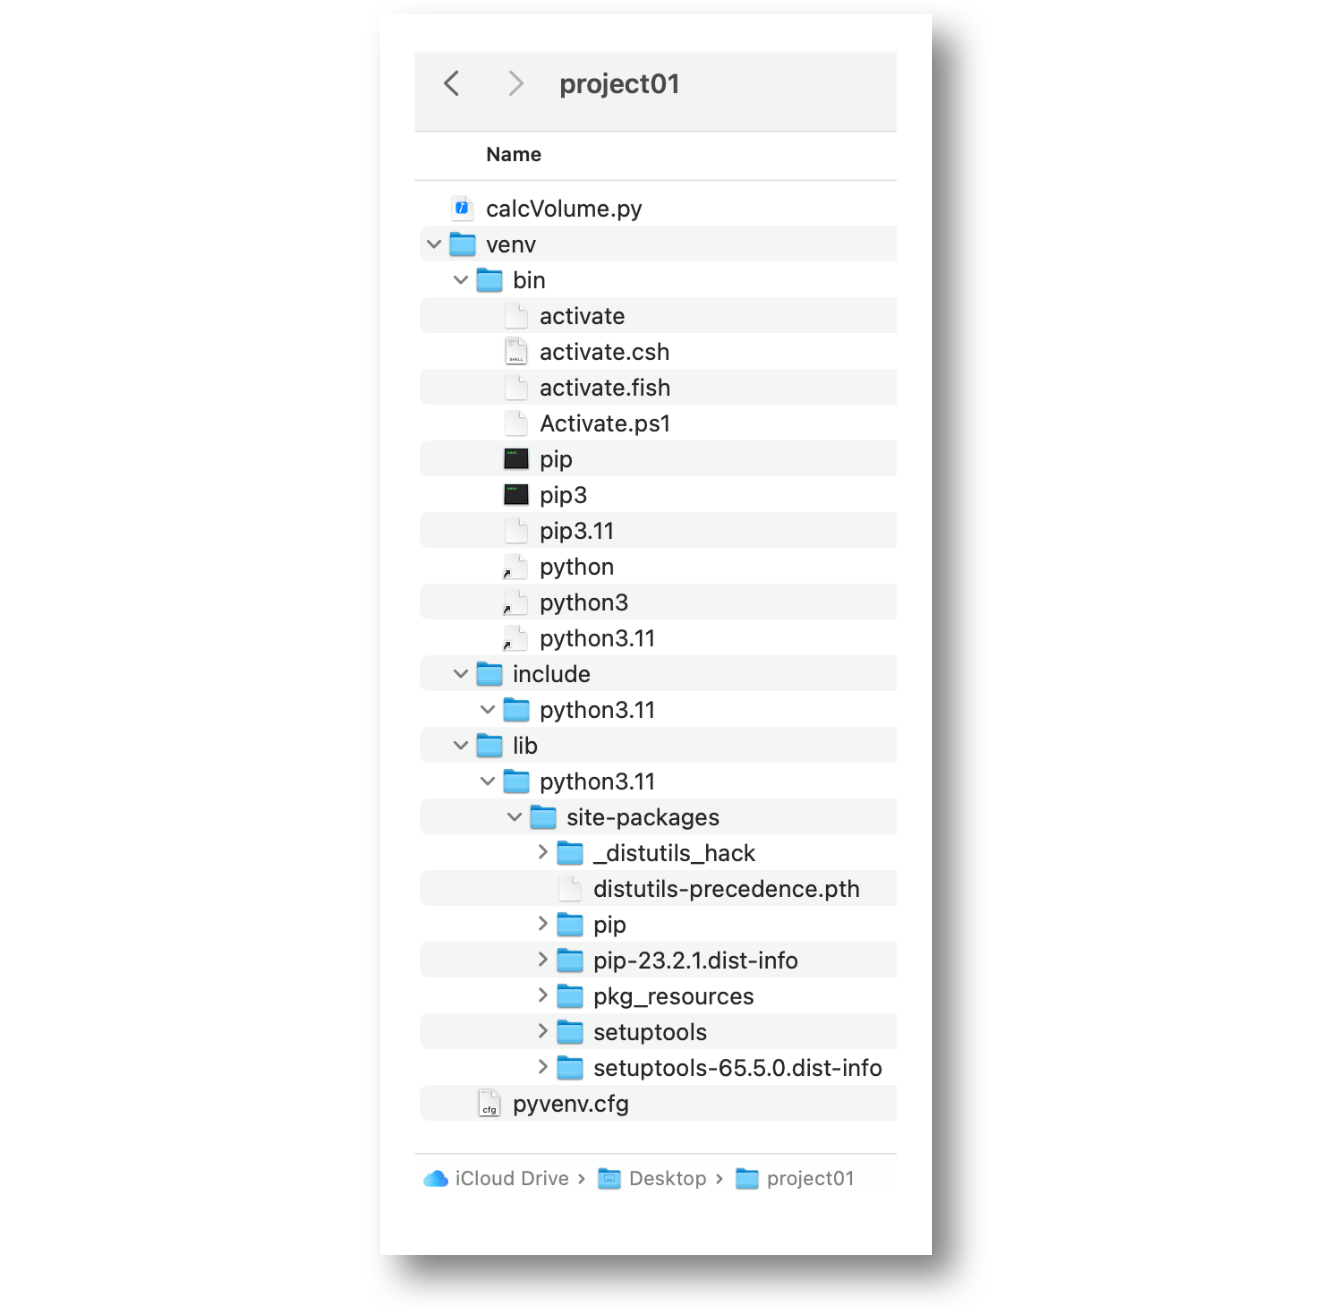 project01
Name
calcVolume.py
venv
bin
activate
activate.csh
activate.fish
Activate.ps1
pip
pip3
pip3.11
python
python3
python3.11
include
python3.11
lib
python3.11
site-packages
_distutils_hack
distutils-precedence.pth
pip
pip-23.2.1.dist-info
pkg_resources
setuptools
setuptools-65.5.0.dist-info
cfg pyvenv.cfg
iCloud Drive › Desktop › project01